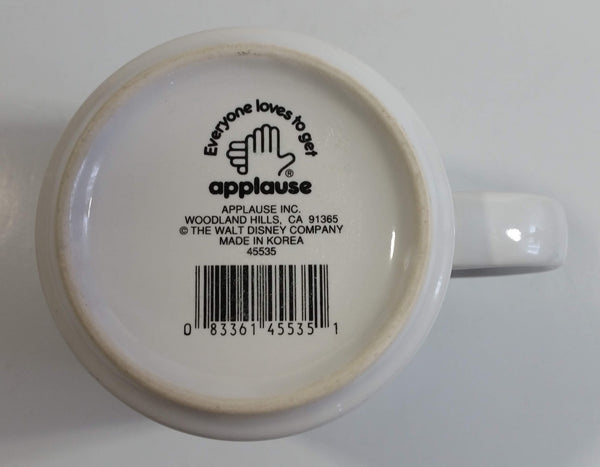 Everyone loves to get
®
applause
APPLAUSE INC.
WOODLAND HILLS, CA 91365
© THE WALT DISNEY COMPANY
MADE IN KOREA
45535
0 83361 45535 1